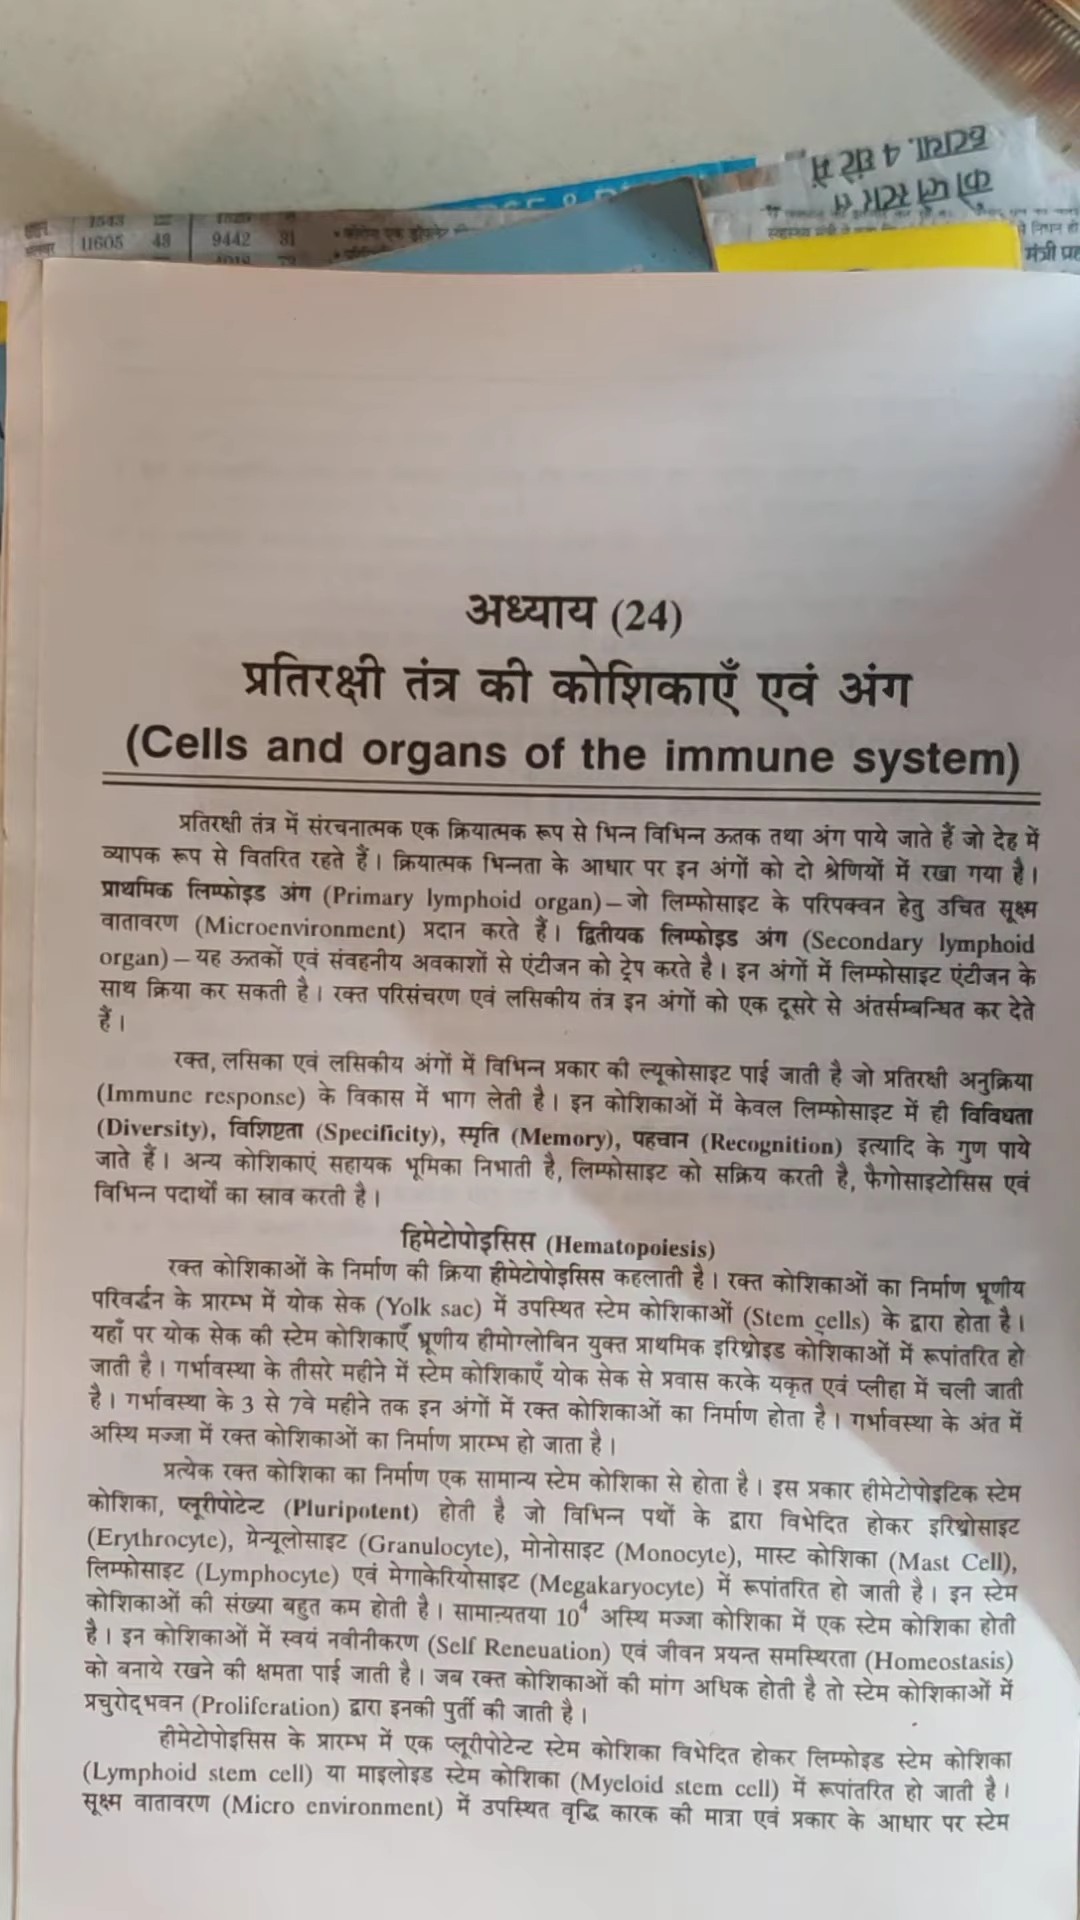 1543
11605 43 9442 31
हटाया. 4 घंटे में
मंत्री
अध्याय (24)
प्रतिरक्षी तंत्र की कोशिकाएँ एवं अंग
(Cells and organs of the immune system)
प्रतिरक्षी तंत्र में संरचनात्मक एक क्रियात्मक रूप से भिन्न विभिन्न ऊतक तथा अंग पाये जाते हैं जो देह में
व्यापक रूप से वितरित रहते हैं। क्रियात्मक भिन्नता के आधार पर इन अंगों को दो श्रेणियों में रखा गया है।
प्राथमिक लिम्फोइड अंग (Primary lymphoid organ) – जो लिम्फोसाइट के परिपक्वन हेतु उचित सूक्ष्म
वातावरण (Microenvironment) प्रदान करते हैं। द्वितीयक लिम्फोइड अंग (Secondary lymphoid
organ) – यह ऊतकों एवं संवहनीय अवकाशों से एंटीजन को ट्रेप करते है। इन अंगों में लिम्फोसाइट एंटीजन के
साथ क्रिया कर सकती है। रक्त परिसंचरण एवं लसिकीय तंत्र इन अंगों को एक दूसरे से अंतर्सम्बन्धित कर देते
हैं।
रक्त, लसिका एवं लसिकीय अंगों में विभिन्न प्रकार की ल्यूकोसाइट पाई जाती है जो प्रतिरक्षी अनुक्रिया
(Immune response) के विकास में भाग लेती है। इन कोशिकाओं में केवल लिम्फोसाइट में ही विविधता
(Diversity), विशिष्टता (Specificity), स्मृति (Memory), पहचान (Recognition) इत्यादि के गुण पाये
जाते हैं। अन्य कोशिकाएं सहायक भूमिका निभाती है, लिम्फोसाइट को सक्रिय करती है, फैगोसाइटोसिस एवं
विभिन्न पदार्थो का स्त्राव करती है।
हिमेटोपोइसिस (Hematopoiesis)
रक्त कोशिकाओं के निर्माण की क्रिया हीमेटोपोइसिस कहलाती है। रक्त कोशिकाओं का निर्माण भ्रूणीय
परिवर्द्धन के प्रारम्भ में योक सेक (Yolk sac) में उपस्थित स्टेम कोशिकाओं (Stem cells) के द्वारा होता है।
यहाँ पर योक सेक की स्टेम कोशिकाएँ भ्रूणीय हीमोग्लोबिन युक्त प्राथमिक इरिथ्रोइड कोशिकाओं में रूपांतरित हो
जाती है। गर्भावस्था के तीसरे महीने में स्टेम कोशिकाएँ योक सेक से प्रवास करके यकृत एवं प्लीहा में चली जाती
है। गर्भावस्था के 3 से 7वे महीने तक इन अंगों में रक्त कोशिकाओं का निर्माण होता है। गर्भावस्था के अंत में
अस्थि मज्जा में रक्त कोशिकाओं का निर्माण प्रारम्भ हो जाता है।
प्रत्येक रक्त कोशिका का निर्माण एक सामान्य स्टेम कोशिका से होता है। इस प्रकार हीमेटोपोइटिक स्टेम
कोशिका, प्लूरीपोटेन्ट (Pluripotent) होती है जो विभिन्न पथों के द्वारा विभेदित होकर इरिथ्रोसाइट
(Erythrocyte), ग्रेन्यूलोसाइट (Granulocyte), मोनोसाइट (Monocyte), मास्ट कोशिका (Mast Cell),
लिम्फोसाइट (Lymphocyte) एवं मेगाकेरियोसाइट (Megakaryocyte) में रूपांतरित हो जाती है। इन स्टेम
कोशिकाओं की संख्या बहुत कम होती है। सामान्यतया 10⁴ अस्थि मज्जा कोशिका में एक स्टेम कोशिका होती
है। इन कोशिकाओं में स्वयं नवीनीकरण (Self Reneuation) एवं जीवन प्रयन्त समस्थिरता (Homeostasis)
को बनाये रखने की क्षमता पाई जाती है। जब रक्त कोशिकाओं की मांग अधिक होती है तो स्टेम कोशिकाओं में
प्रचुरोद्भवन (Proliferation) द्वारा इनकी पुर्ती की जाती है।
हीमेटोपोइसिस के प्रारम्भ में एक प्लूरीपोटेन्ट स्टेम कोशिका विभेदित होकर लिम्फोइड स्टेम कोशिका
(Lymphoid stem cell) या माइलोइड स्टेम कोशिका (Myeloid stem cell) में रूपांतरित हो जाती है।
सूक्ष्म वातावरण (Micro environment) में उपस्थित वृद्धि कारक की मात्रा एवं प्रकार के आधार पर स्टेम